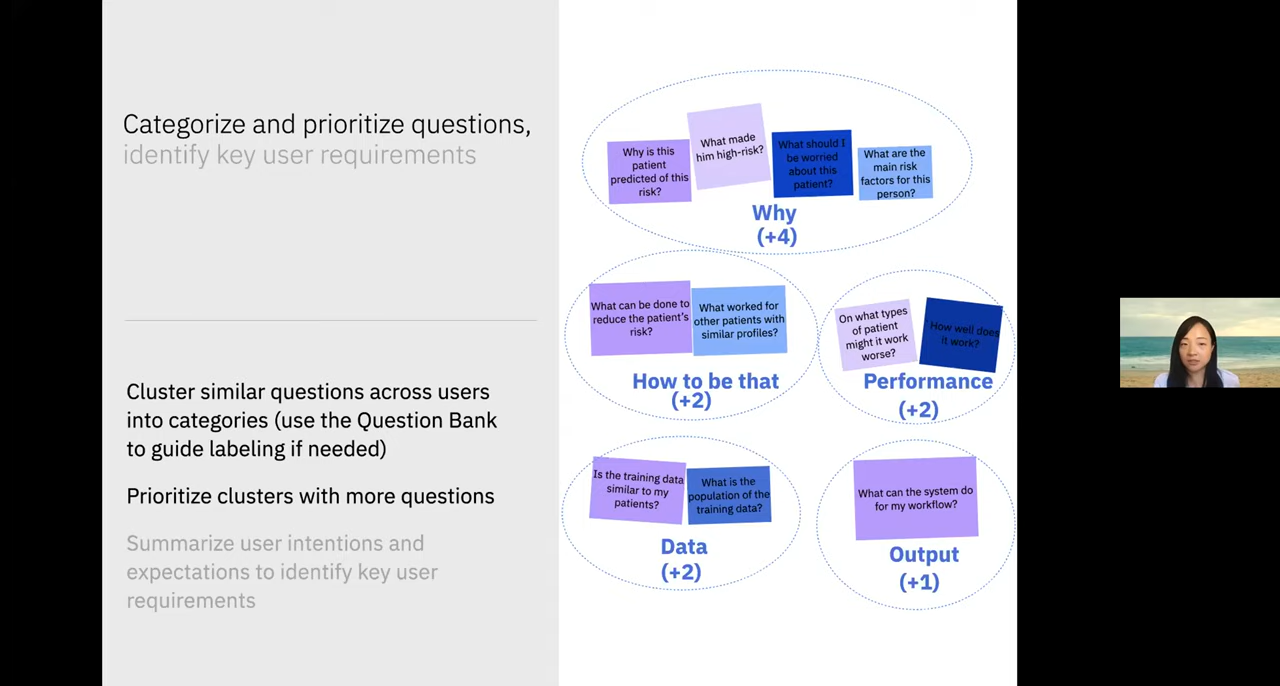 Categorize and prioritize questions,
identify key user requirements
Cluster similar questions across users
into categories (use the Question Bank
to guide labeling if needed)
Prioritize clusters with more questions
Summarize user intentions and
expectations to identify key user
requirements
Why is this
patient
predicted of this
risk?
What made
him high-risk?
What should I
be worried
about this
patient?
What are the
main risk
factors for this
person?
Why
(+4)
What can be done to
reduce the patient's
risk?
What worked for
other patients with
similar profiles?
How to be that
(+2)
On what types
of patient
might it work
worse?
How well does
it work?
Performance
(+2)
Is the training data
similar to my
patients?
What is the
population of the
training data?
Data
(+2)
What can the system do
for my workflow?
Output
(+1)